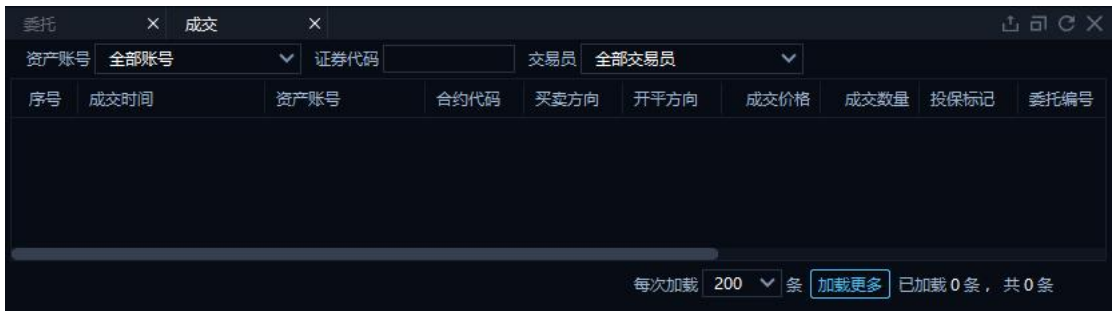 委托 成交
资产账号 全部账号 证券代码 交易员 全部交易员
序号 成交时间 资产账号 合约代码 买卖方向 开平方向 成交价格 成交数量 投保标记 委托编号
每次加载 200 条 加载更多 已加载 0 条， 共 0 条